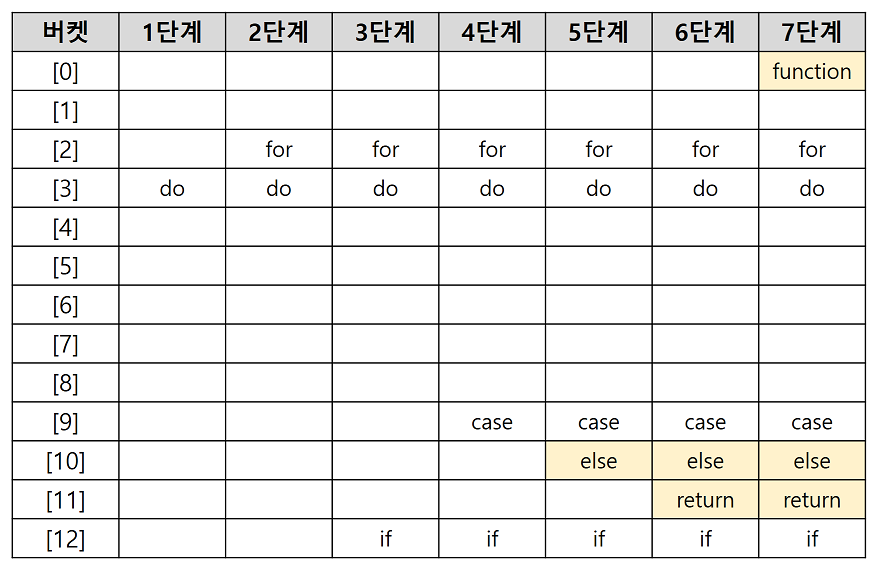 버켓 1단계 2단계 3단계 4단계 5단계 6단계 7단계
[0] function
[1]
[2] for for for for for for
[3] do do do do do do do
[4]
[5]
[6]
[7]
[8]
[9] case case case case
[10] else else else
[11] return return
[12] if if if if if